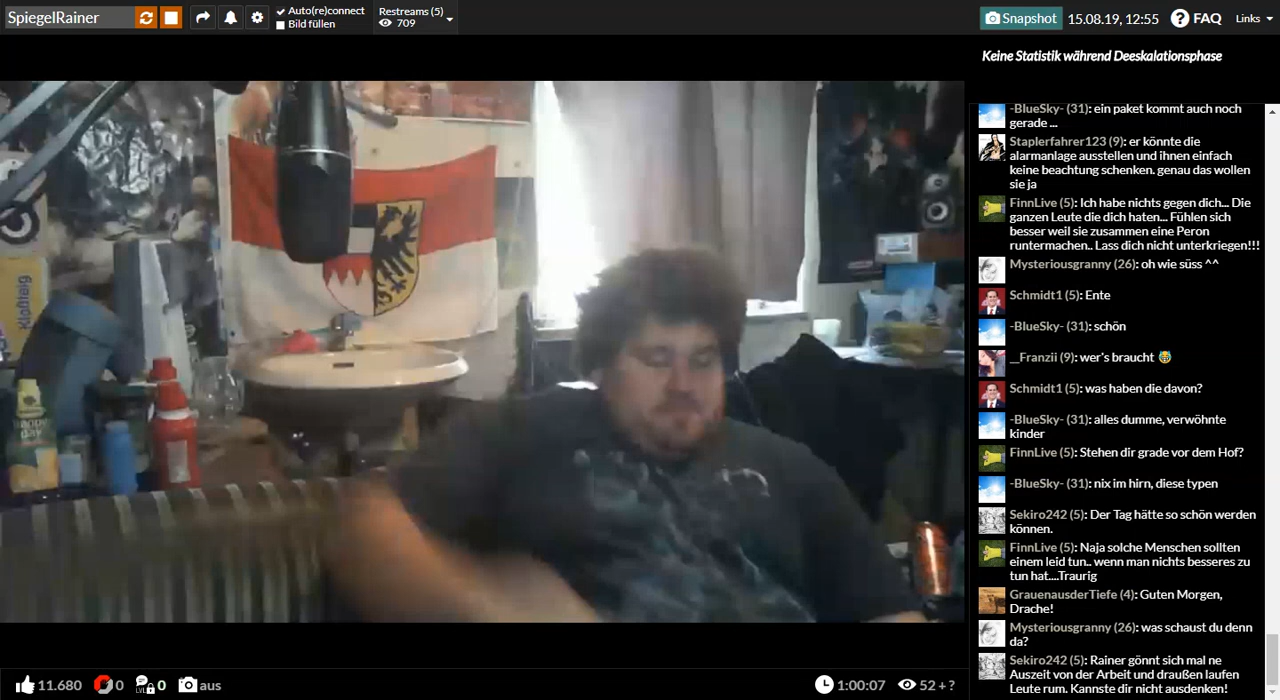 SpiegelRainer
Auto(re)connect
Bild füllen
Restreams (5)
709
Snapshot
15.08.19, 12:55
FAQ
Links
Keine Statistik während Deeskalationsphase
-BlueSky- (31): ein paket kommt auch noch
gerade ...
Staplerfahrer123 (9): er könnte die
alarmanlage ausstellen und ihnen einfach
keine beachtung schenken. genau das wollen
sie ja
FinnLive (5): Ich habe nichts gegen dich... Die
ganzen Leute die dich haten... Fühlen sich
besser weil sie zusammen eine Peron
runtermachen.. Lass dich nicht unterkriegen!!!
Mysteriousgranny (26): oh wie süss ^^
Schmidt1 (5): Ente
-BlueSky- (31): schön
__Franzii (9): wer's braucht 😭
Schmidt1 (5): was haben die davon?
-BlueSky- (31): alles dumme, verwöhnte
kinder
FinnLive (5): Stehen dir grade vor dem Hof?
-BlueSky- (31): nix im hirn, diese typen
Sekiro242 (5): Der Tag hätte so schön werden
können.
FinnLive (5): Naja solche Menschen sollten
einem leid tun.. wenn man nichts besseres zu
tun hat....Traurig
GrauenausderTiefe (4): Guten Morgen,
Drache!
Mysteriousgranny (26): was schaust du denn
da?
Sekiro242 (5): Rainer gönnt sich mal ne
Auszeit von der Arbeit und draußen laufen
Leute rum. Kannste dir nicht ausdenken!
kloßteig
happy
day
11.680
0
LVL
0
aus
1:00:07
52 + ?